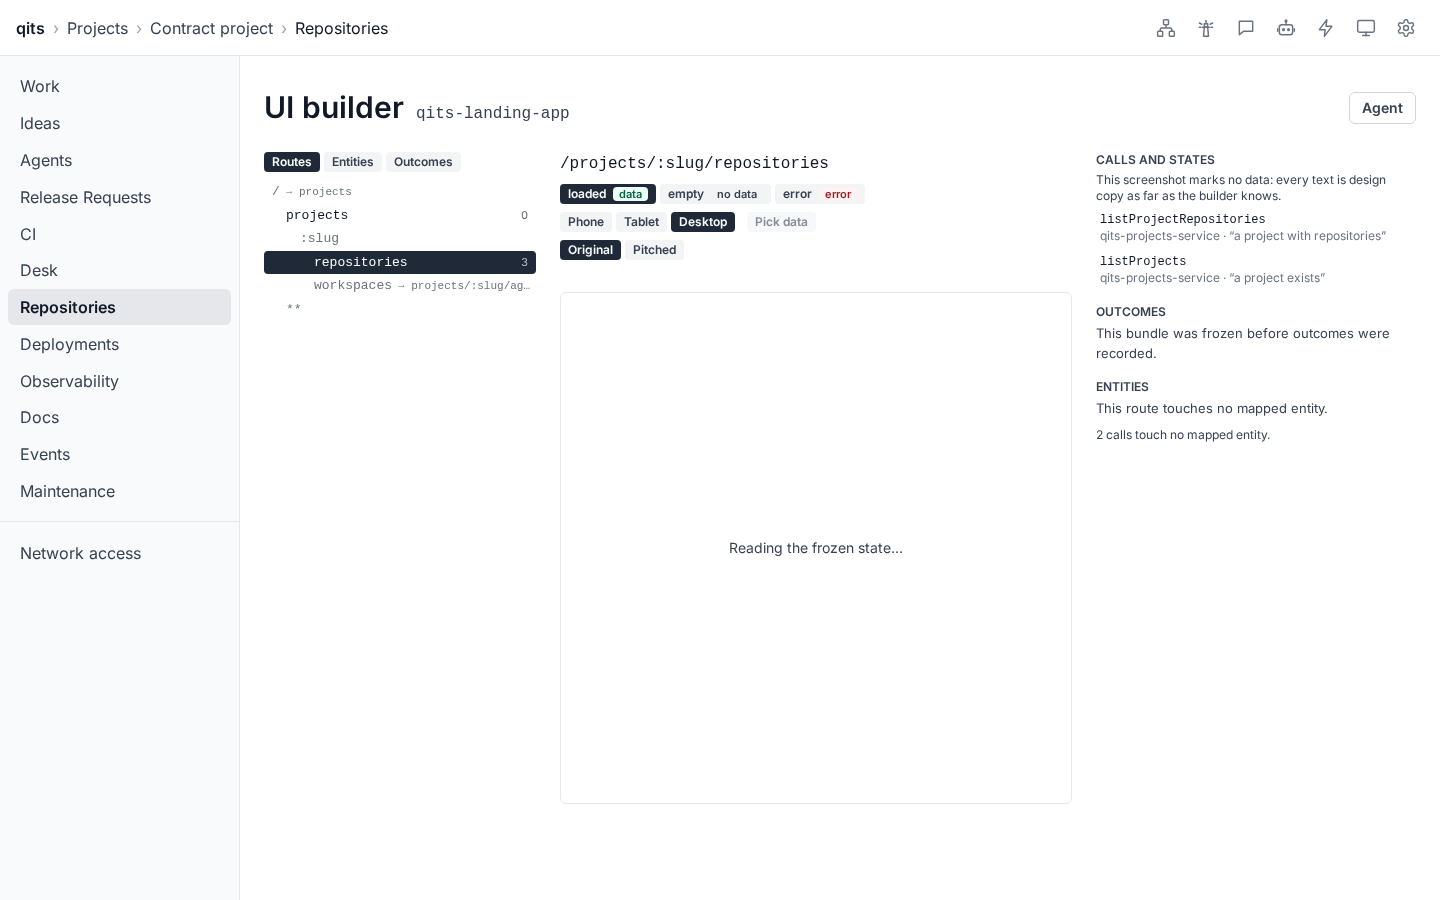 qits › Projects › Contract project › Repositories
Work
Ideas
Agents
Release Requests
CI
Desk
Repositories
Deployments
Observability
Docs
Events
Maintenance
Network access
UI builder qits-landing-app
Agent
Routes Entities Outcomes
/ → projects
projects 0
:slug
repositories 3
workspaces → projects/:slug/ag…
**
/projects/:slug/repositories
loaded data empty no data error error
Phone Tablet Desktop Pick data
Original Pitched
Reading the frozen state...
CALLS AND STATES
This screenshot marks no data: every text is design
copy as far as the builder knows.
listProjectRepositories
qits-projects-service · “a project with repositories”
listProjects
qits-projects-service · “a project exists”
OUTCOMES
This bundle was frozen before outcomes were
recorded.
ENTITIES
This route touches no mapped entity.
2 calls touch no mapped entity.